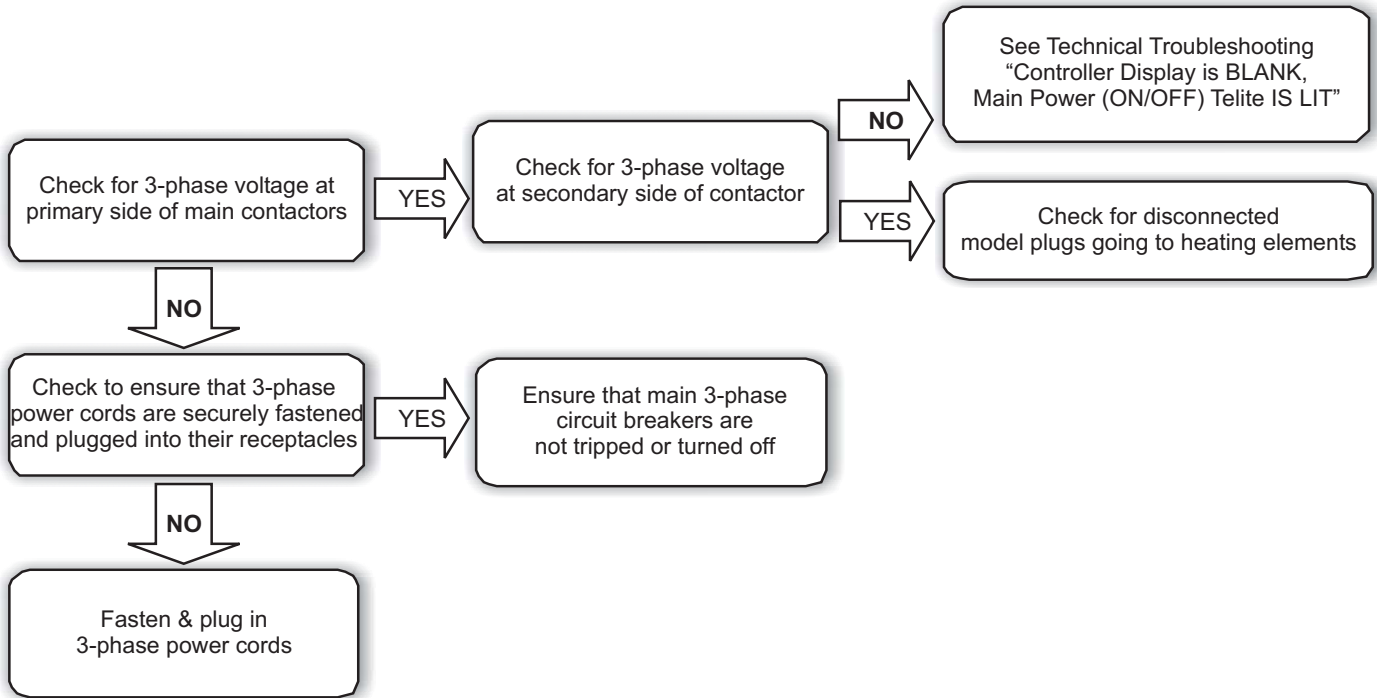 See Technical Troubleshooting
“Controller Display is BLANK,
Main Power (ON/OFF) Telite IS LIT”
NO
Check for 3-phase voltage at
primary side of main contactors
YES
Check for 3-phase voltage
at secondary side of contactor
YES
Check for disconnected
model plugs going to heating elements
NO
Check to ensure that 3-phase
power cords are securely fastened
and plugged into their receptacles
YES
Ensure that main 3-phase
circuit breakers are
not tripped or turned off
NO
Fasten & plug in
3-phase power cords